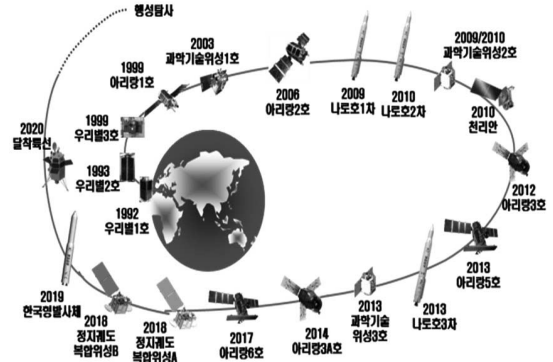 행성탐사
1992
우리별1호
1993
우리별2호
1999
우리별3호
1999
아리랑1호
2003
과학기술위성1호
2006
아리랑2호
2009
나로호1차
2010
나로호2차
2009/2010
과학기술위성2호
2010
천리안
2012
아리랑3호
2013
아리랑5호
2013
나로호3차
2013
과학기술
위성3호
2014
아리랑3A호
2017
아리랑6호
2018
정지궤도
복합위성A
2018
정지궤도
복합위성B
2019
한국형발사체
2020
달착륙선